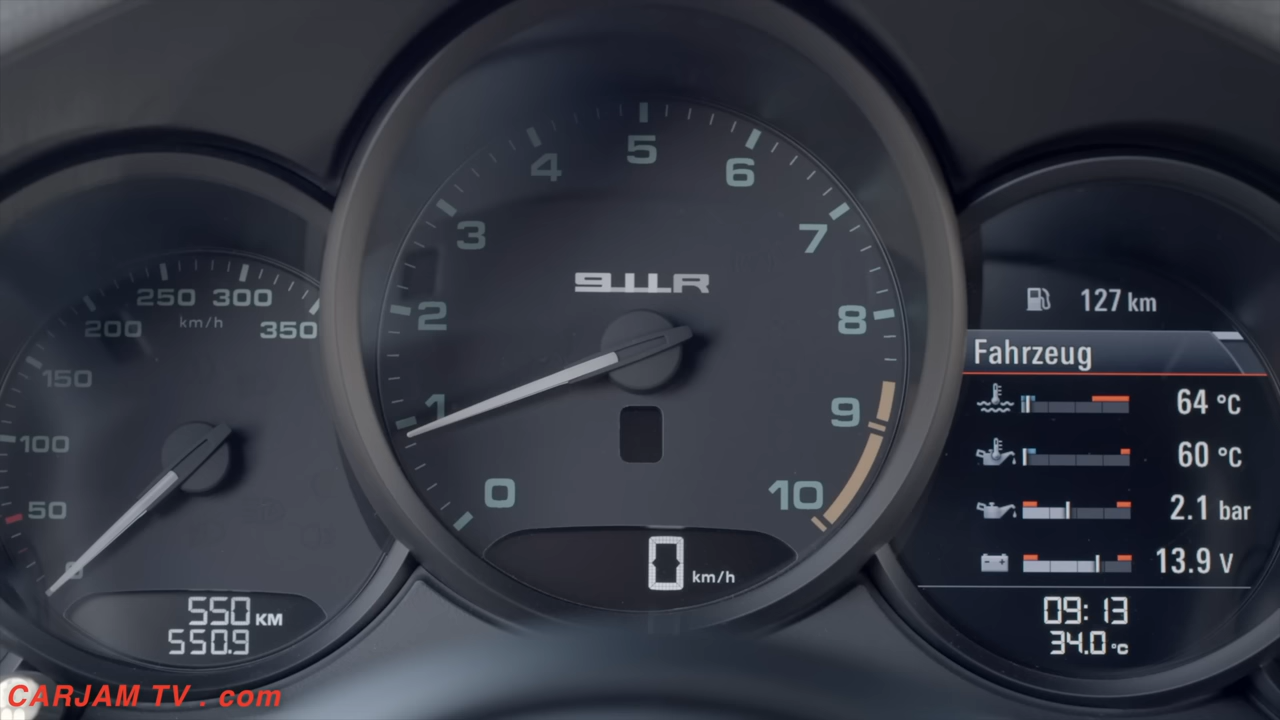 250 300
km/h
200
350
150
100
50
0
550 KM
550.9
5
4
6
3
7
911R
2
8
1
9
0
10
0 km/h
127 km
Fahrzeug
64 °C
60 °C
2.1 bar
13.9 V
09:13
34.0 °C
CARJAM TV . com